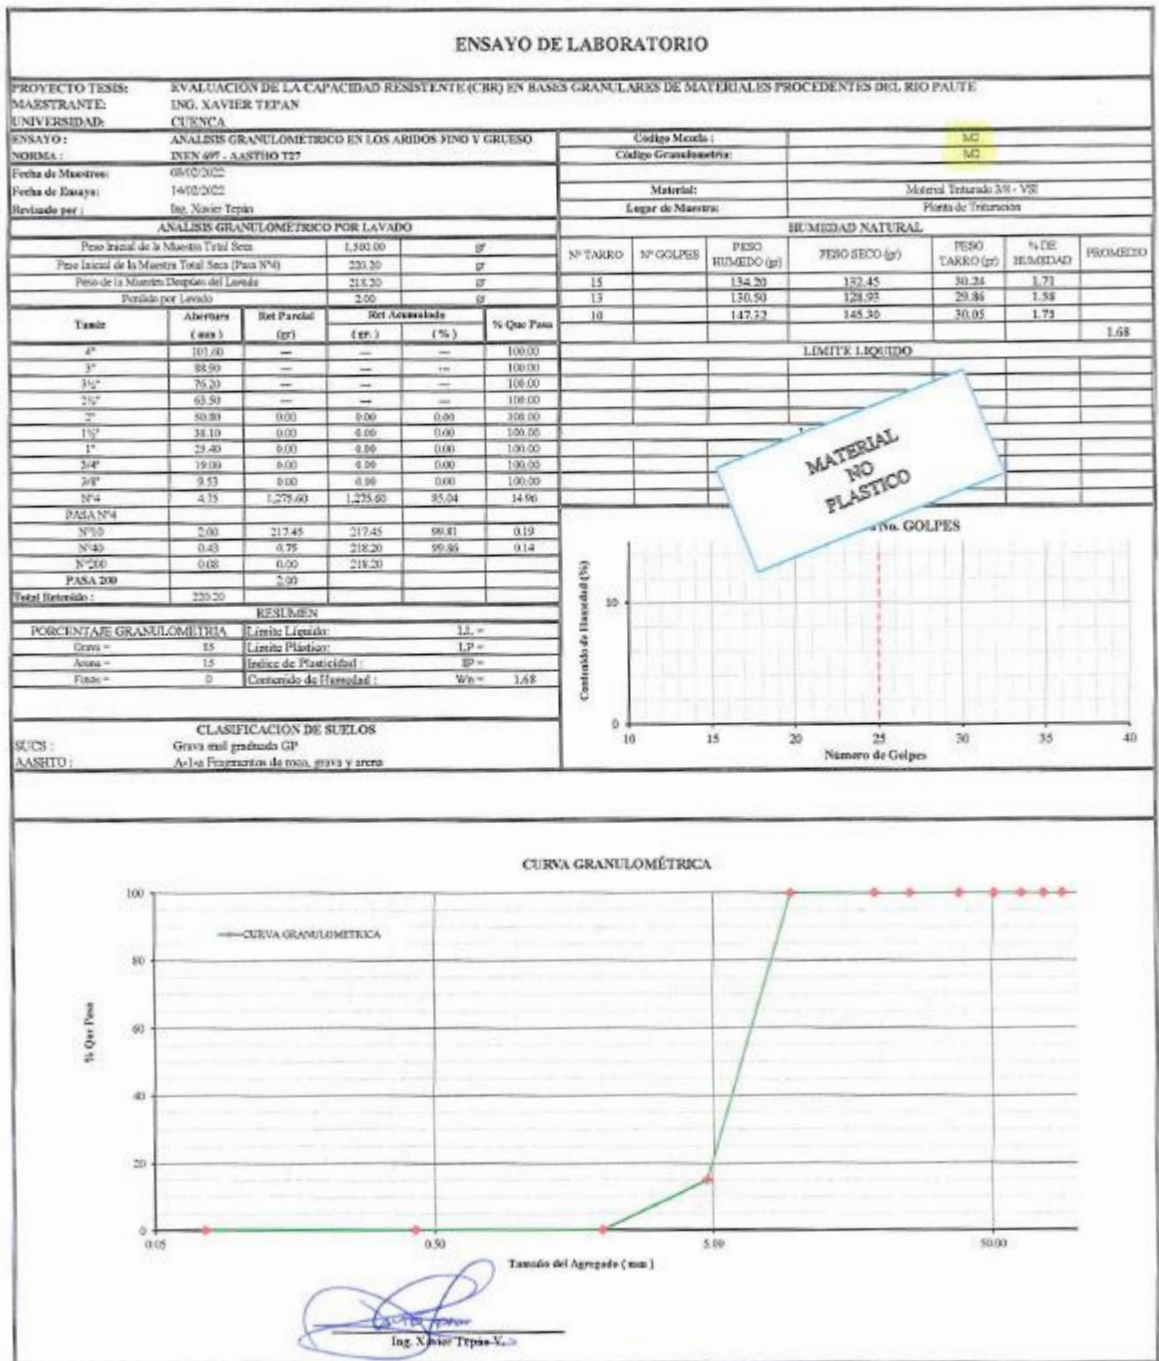 ENSAYO DE LABORATORIO
PROYECTO TESIS: EVALUACIÓN DE LA CAPACIDAD RESISTENTE (CBR) EN BASES GRANULARES DE MATERIALES PROCEDENTES DEL RIO PAUTE
MAESTRANTE: ING. XAVIER TEPAN
UNIVERSIDAD: CUENCA
ENSAYO : ANALISIS GRANULOMÉTRICO EN LOS ARIDOS FINO Y GRUESO
NORMA : INEN 697 - AASTHO T27
Fecha de Muestreo: 08/02/2022
Fecha de Ensayo: 14/02/2022
Revisado por : Ing. Xavier Tepán
Código Mezcla : M2
Código Granulometría: M2
Material: Material Triturado 3/8 - VSI
Lugar de Muestra: Planta de Trituración
ANALISIS GRANULOMÉTRICO POR LAVADO
Peso Inicial de la Muestra Total Seca 1,500.00 gr
Peso Inicial de la Muestra Total Seca (Pasa Nº4) 220.20 gr
Peso de la Muestra Después del Lavado 218.20 gr
Perdida por Lavado 2.00 gr
Tamiz Abertura ( mm ) Ret Parcial (gr) Ret Acumulado ( gr. ) ( % ) % Que Pasa
4" 101.60 --- --- --- 100.00
3" 88.90 --- --- --- 100.00
3½" 76.20 --- --- --- 100.00
2½" 63.50 --- --- --- 100.00
2" 50.80 0.00 0.00 0.00 100.00
1½" 38.10 0.00 0.00 0.00 100.00
1" 25.40 0.00 0.00 0.00 100.00
3/4" 19.00 0.00 0.00 0.00 100.00
3/8" 9.53 0.00 0.00 0.00 100.00
Nº4 4.75 1,275.60 1,275.60 85.04 14.96
PASA Nº4
Nº10 2.00 217.45 217.45 99.81 0.19
Nº40 0.43 0.75 218.20 99.86 0.14
Nº200 0.08 0.00 218.20
PASA 200 2.00
Total Retenido : 220.20
RESUMEN
PORCENTAJE GRANULOMETRIA
Grava = 85
Arena = 15
Finos = 0
Límite Líquido: LL =
Límite Plástico: LP =
Indice de Plasticidad : IP =
Contenido de Humedad : Wn = 1.68
CLASIFICACIÓN DE SUELOS
SUCS : Grava mal graduada GP
AASHTO : A-1-a Fragmentos de roca, grava y arena
HUMEDAD NATURAL
Nº TARRO Nº GOLPES PESO HUMEDO (gr) PESO SECO (gr) PESO TARRO (gr) % DE HUMEDAD PROMEDIO
15 134.20 132.45 30.24 1.71
13 130.50 128.93 29.86 1.58
10 147.32 145.30 30.05 1.75
1.68
LIMITE LIQUIDO
MATERIAL
NO
PLASTICO
No. GOLPES
Contenido de Humedad (%)
10
0
10 15 20 25 30 35 40
Número de Golpes
CURVA GRANULOMÉTRICA
CURVA GRANULOMETRICA
% Que Pasa
100
80
60
40
20
0
0.05 0.50 5.00 50.00
Tamaño del Agregado ( mm )
Ing. Xavier Tepán V.